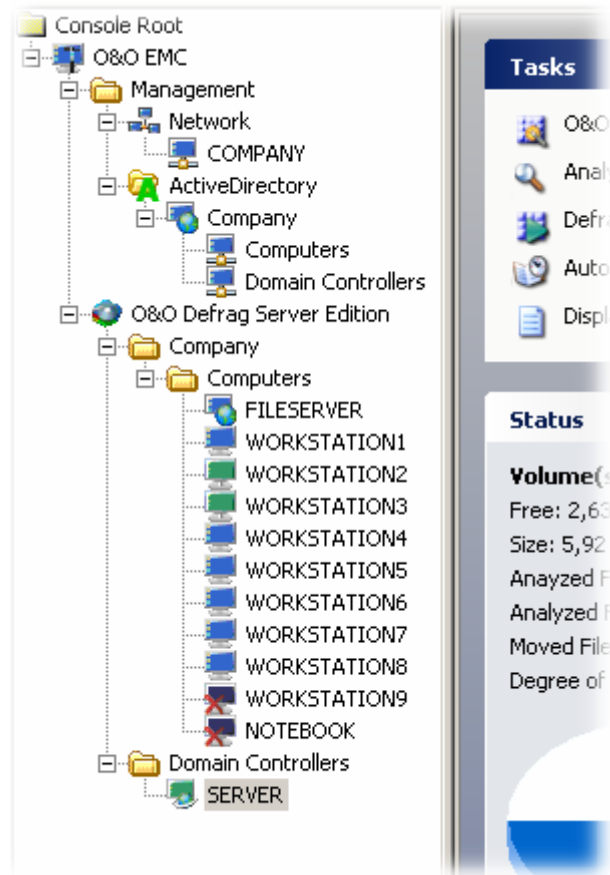 Console Root
O&O EMC
Management
Network
COMPANY
ActiveDirectory
Company
Computers
Domain Controllers
O&O Defrag Server Edition
Company
Computers
FILESERVER
WORKSTATION1
WORKSTATION2
WORKSTATION3
WORKSTATION4
WORKSTATION5
WORKSTATION6
WORKSTATION7
WORKSTATION8
WORKSTATION9
NOTEBOOK
Domain Controllers
SERVER
Tasks
O&O
Status
Free: 2,63
Size: 5,92
Anayzed
Analyzed
Moved File
Degree of